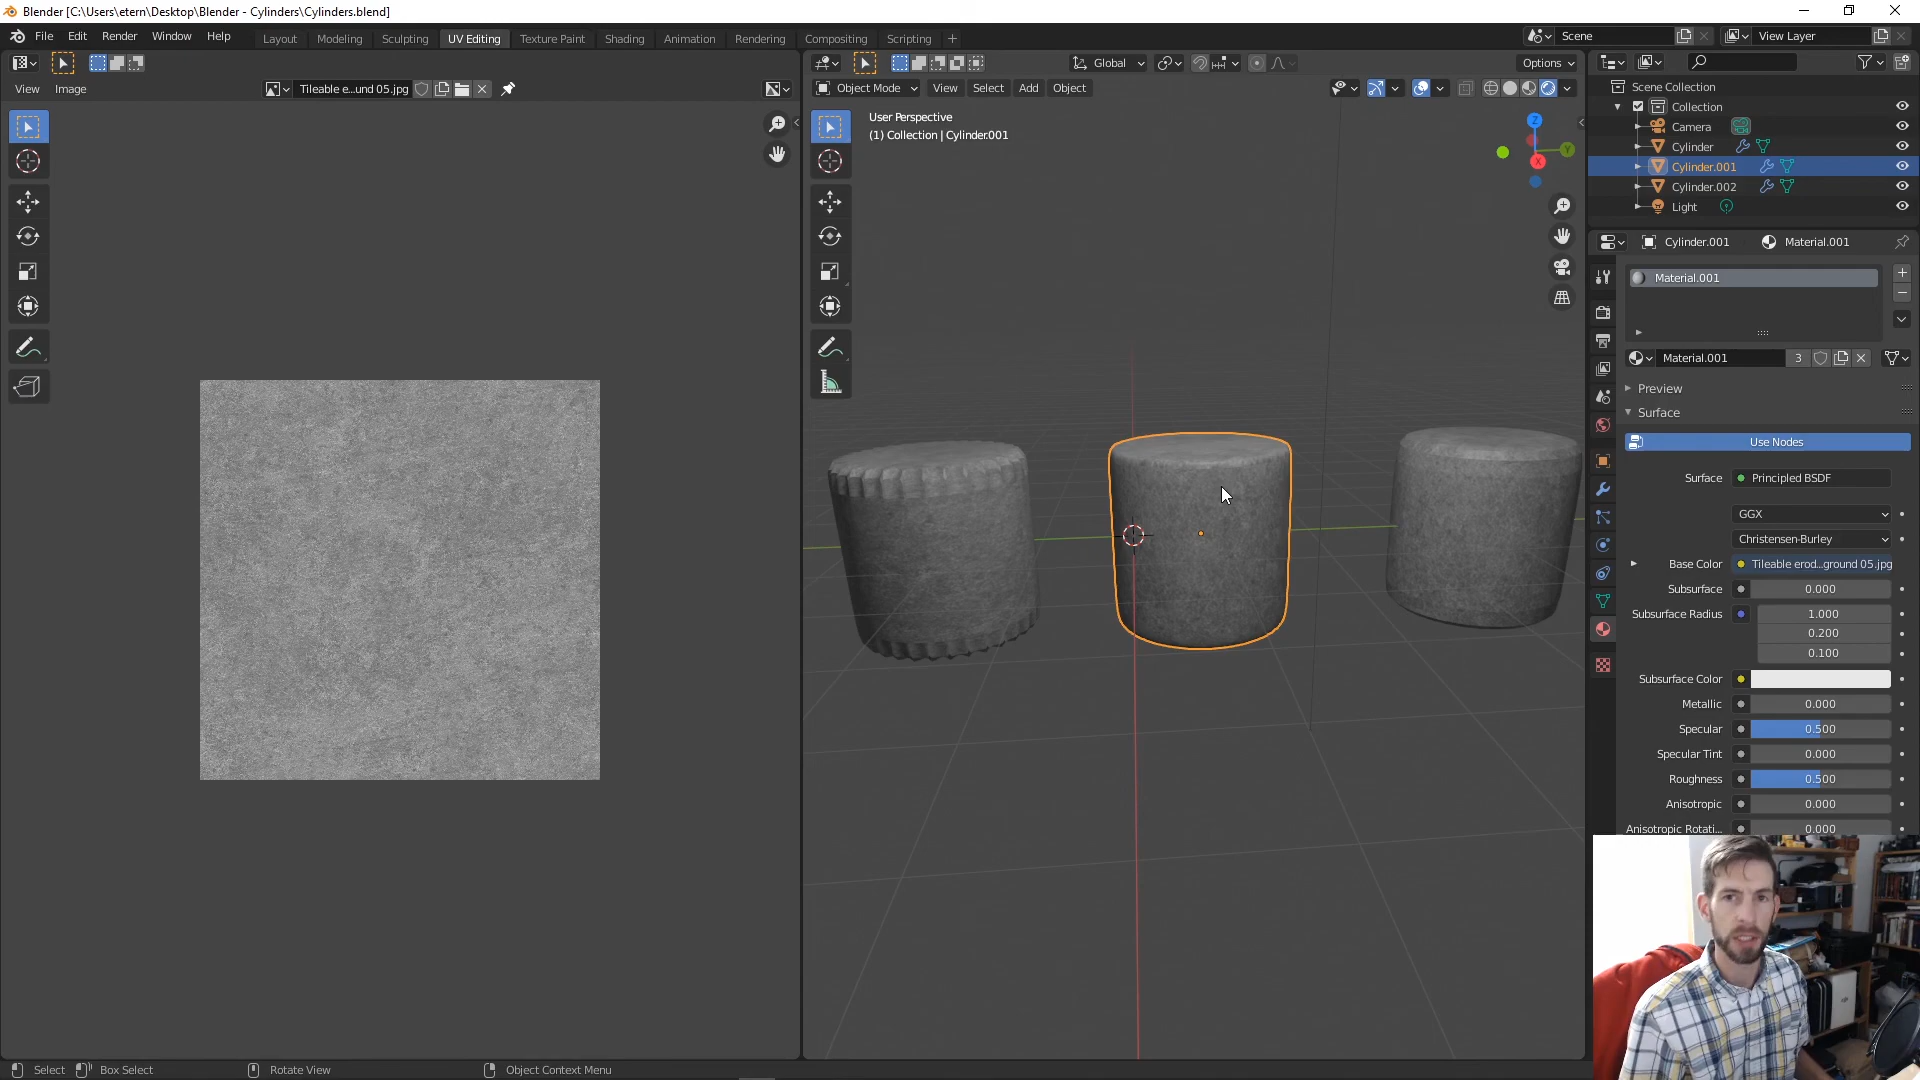 Blender [C:\Users\etern\Desktop\Blender - Cylinders\Cylinders.blend]
File Edit Render Window Help Layout Modeling Sculpting UV Editing Texture Paint Shading Animation Rendering Compositing Scripting + Scene View Layer
Global Options
View Image Tileable e...und 05.jpg Object Mode View Select Add Object
User Perspective
(1) Collection | Cylinder.001
Z
Y
X
Scene Collection
Collection
Camera
Cylinder
Cylinder.001
Cylinder.002
Light
Cylinder.001 Material.001
Material.001
Material.001 3
Preview
Surface
Use Nodes
Surface Principled BSDF
GGX
Christensen-Burley
Base Color Tileable erod...ground 05.jpg
Subsurface 0.000
Subsurface Radius 1.000
0.200
0.100
Subsurface Color
Metallic 0.000
Specular 0.500
Specular Tint 0.000
Roughness 0.500
Anisotropic 0.000
Anisotropic Rotati... 0.000
Select Box Select Rotate View Object Context Menu